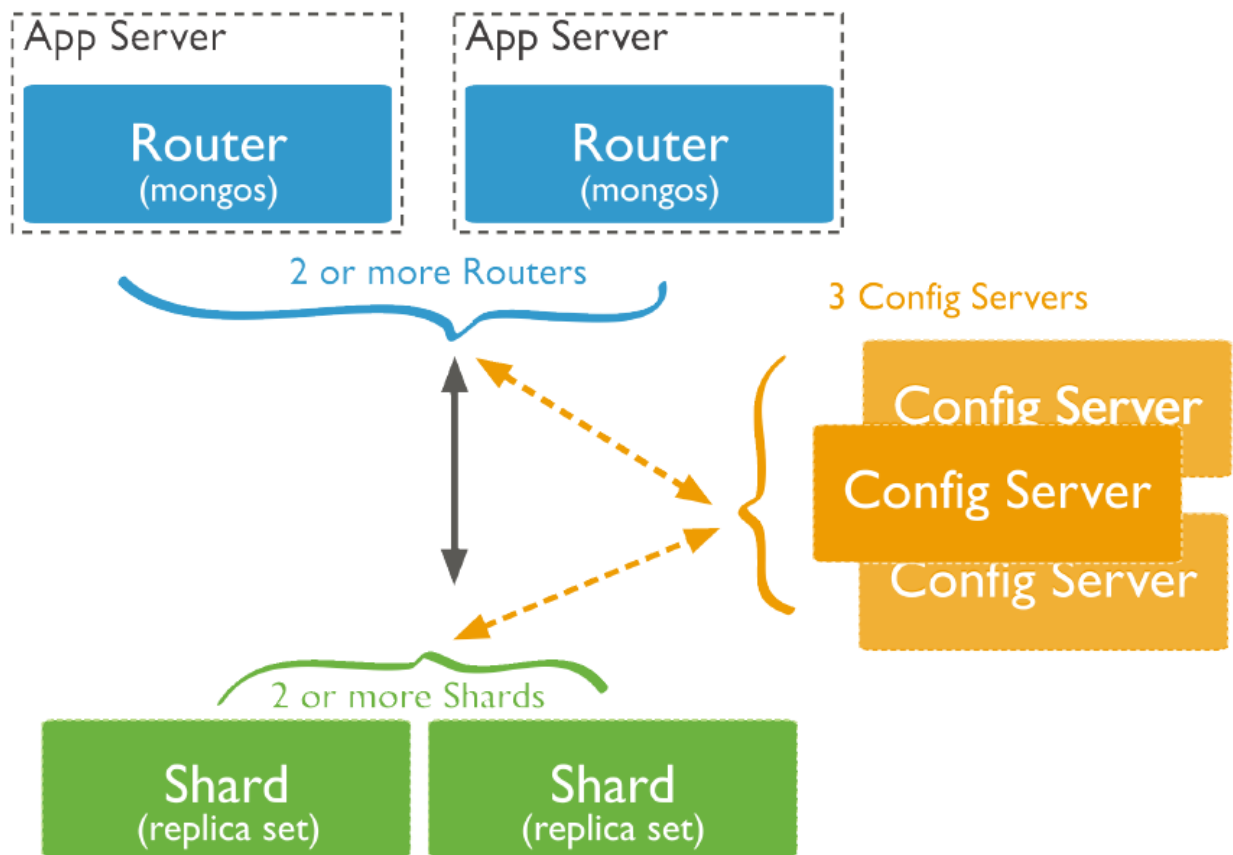 App Server
App Server
Router
(mongos)
Router
(mongos)
2 or more Routers
3 Config Servers
Config Server
Config Server
Config Server
2 or more Shards
Shard
(replica set)
Shard
(replica set)